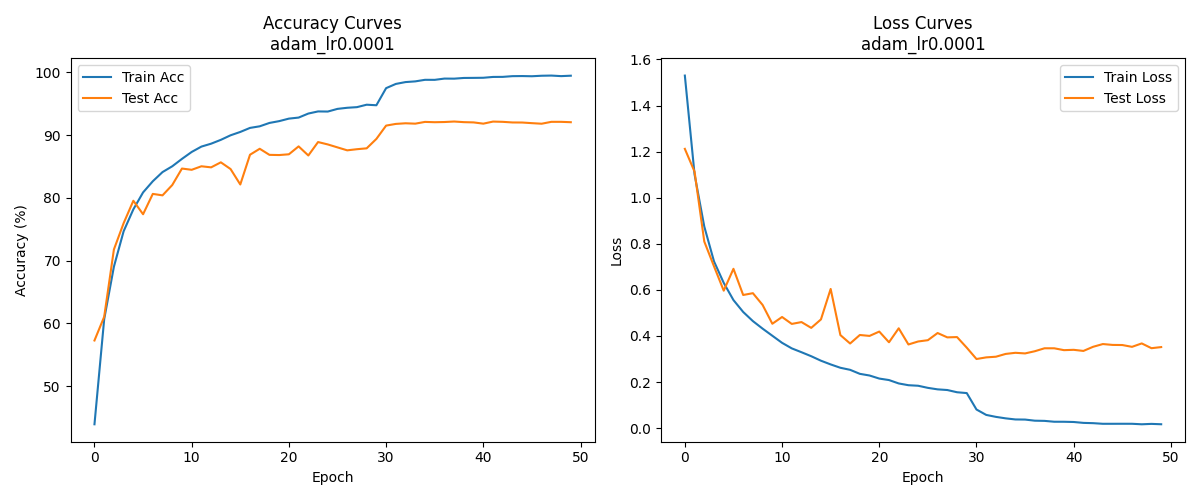 Accuracy Curves
adam_lr0.0001
Train Acc
Test Acc
Accuracy (%)
100
90
80
70
60
50
0
10
20
30
40
50
Epoch
Loss Curves
adam_lr0.0001
Train Loss
Test Loss
Loss
1.6
1.4
1.2
1.0
0.8
0.6
0.4
0.2
0.0
0
10
20
30
40
50
Epoch